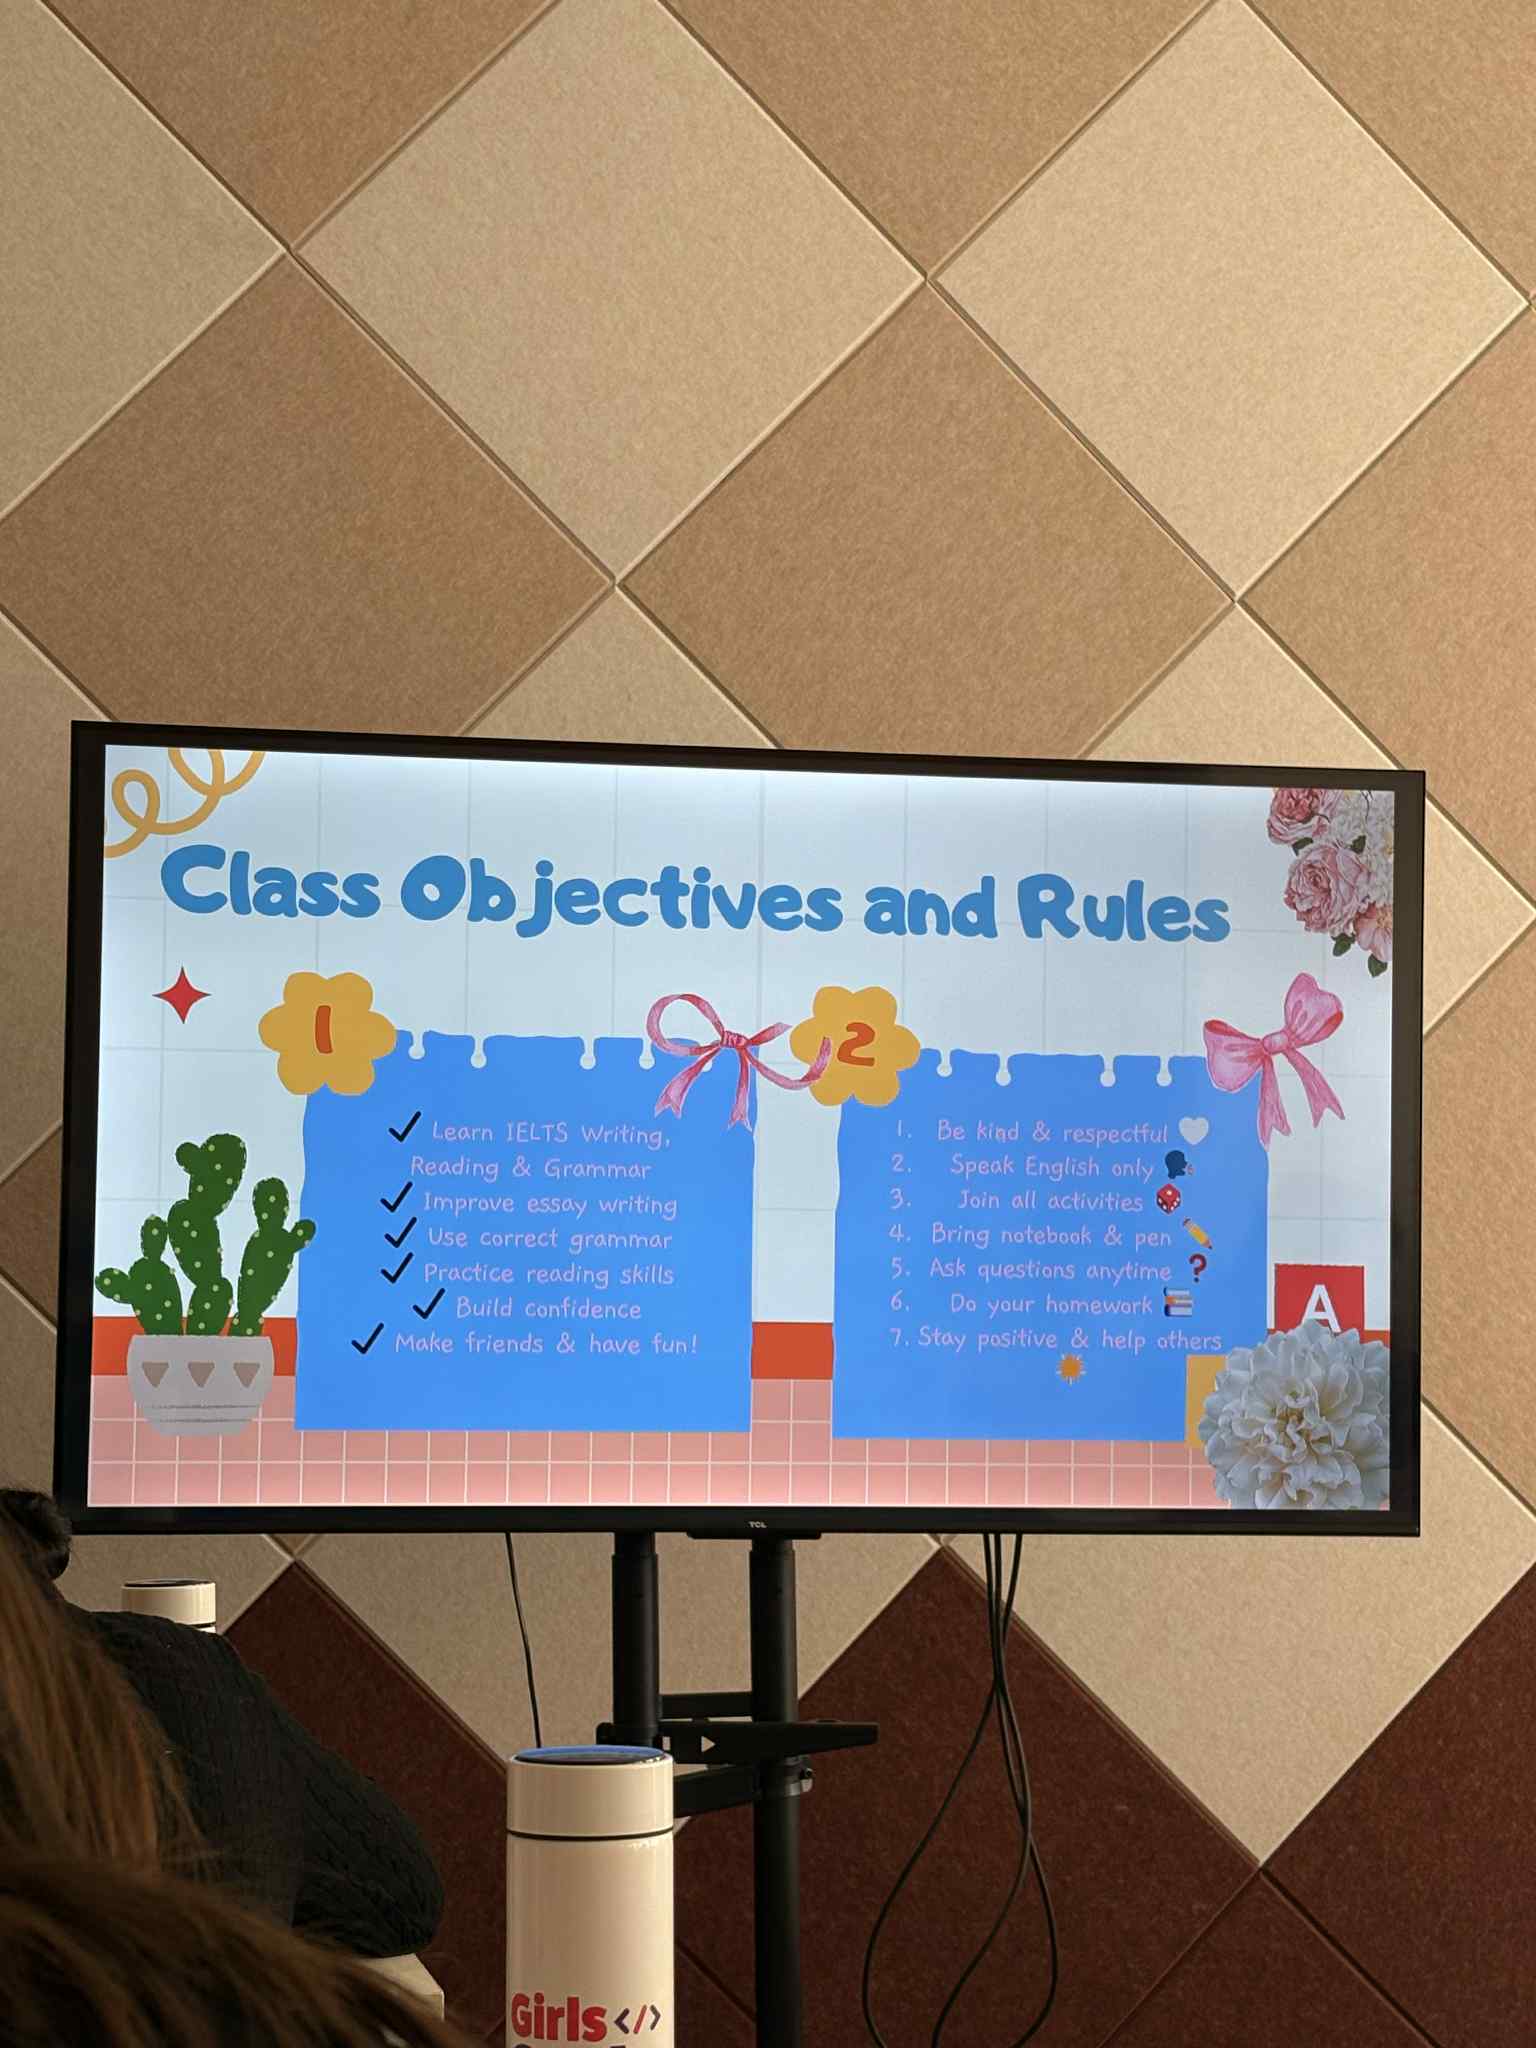 Class Objectives and Rules
1
✓ Learn IELTS Writing,
Reading & Grammar
✓ Improve essay writing
✓ Use correct grammar
✓ Practice reading skills
✓ Build confidence
✓ Make friends & have fun!
2
1. Be kind & respectful 🤍
2. Speak English only 🗣
3. Join all activities 🎲
4. Bring notebook & pen ✏️
5. Ask questions anytime ❓
6. Do your homework 📚
7. Stay positive & help others
☀️
A
TCL
Girls </>